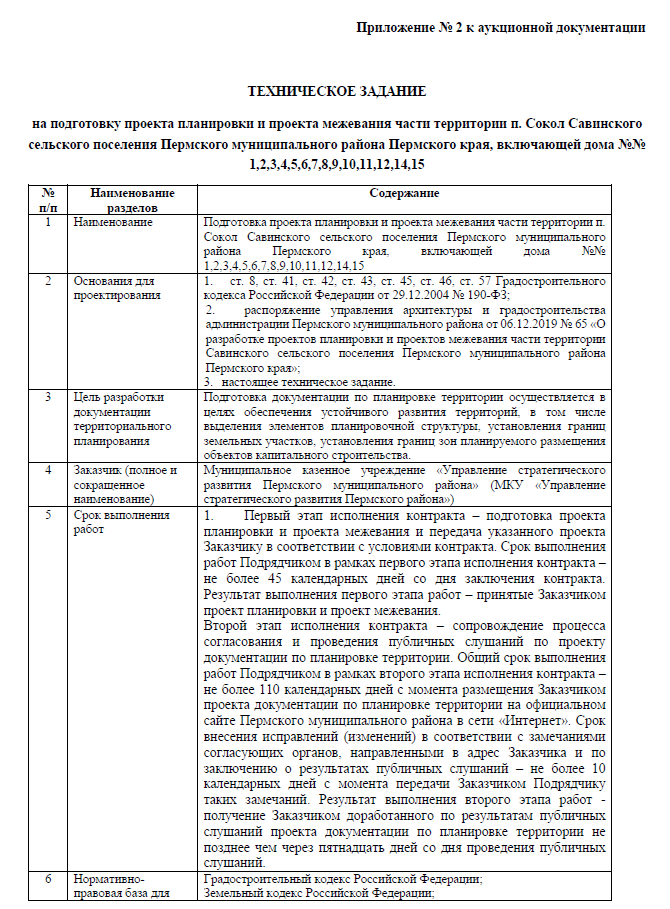 Приложение № 2 к аукционной документации
ТЕХНИЧЕСКОЕ ЗАДАНИЕ
на подготовку проекта планировки и проекта межевания части территории п. Сокол Савинского
сельского поселения Пермского муниципального района Пермского края, включающей дома №№
1,2,3,4,5,6,7,8,9,10,11,12,14,15
№
п/п
Наименование
разделов
Содержание
1
Наименование
Подготовка проекта планировки и проекта межевания части территории п.
Сокол Савинского сельского поселения Пермского муниципального
района Пермского края, включающей дома №№
1,2,3,4,5,6,7,8,9,10,11,12,14,15
2
Основания для
проектирования
1. ст. 8, ст. 41, ст. 42, ст. 43, ст. 45, ст. 46, ст. 57 Градостроительного
кодекса Российской Федерации от 29.12.2004 № 190-ФЗ;
2. распоряжение управления архитектуры и градостроительства
администрации Пермского муниципального района от 06.12.2019 № 65 «О
разработке проектов планировки и проектов межевания части территории
Савинского сельского поселения Пермского муниципального района
Пермского края»;
3. настоящее техническое задание.
3
Цель разработки
документации
территориального
планирования
Подготовка документации по планировке территории осуществляется в
целях обеспечения устойчивого развития территорий, в том числе
выделения элементов планировочной структуры, установления границ
земельных участков, установления границ зон планируемого размещения
объектов капитального строительства.
4
Заказчик (полное и
сокращенное
наименование)
Муниципальное казенное учреждение «Управление стратегического
развития Пермского муниципального района» (МКУ «Управление
стратегического развития Пермского района»)
5
Срок выполнения
работ
1. Первый этап исполнения контракта – подготовка проекта
планировки и проекта межевания и передача указанного проекта
Заказчику в соответствии с условиями контракта. Срок выполнения
работ Подрядчиком в рамках первого этапа исполнения контракта –
не более 45 календарных дней со дня заключения контракта.
Результат выполнения первого этапа работ – принятые Заказчиком
проект планировки и проект межевания.
Второй этап исполнения контракта – сопровождение процесса
согласования и проведения публичных слушаний по проекту
документации по планировке территории. Общий срок выполнения
работ Подрядчиком в рамках второго этапа исполнения контракта –
не более 110 календарных дней с момента размещения Заказчиком
проекта документации по планировке территории на официальном
сайте Пермского муниципального района в сети «Интернет». Срок
внесения исправлений (изменений) в соответствии с замечаниями
согласующих органов, направленными в адрес Заказчика и по
заключению о результатах публичных слушаний – не более 10
календарных дней с момента передачи Заказчиком Подрядчику
таких замечаний. Результат выполнения второго этапа работ -
получение Заказчиком доработанного по результатам публичных
слушаний проекта документации по планировке территории не
позднее чем через пятнадцать дней со дня проведения публичных
слушаний.
6
Нормативно-
правовая база для
Градостроительный кодекс Российской Федерации;
Земельный кодекс Российской Федерации;